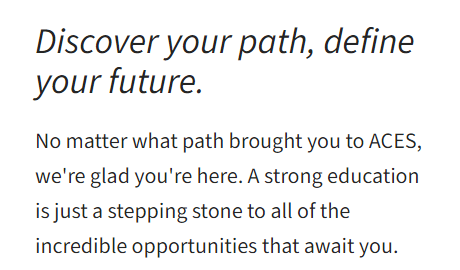 Discover your path, define
your future.
No matter what path brought you to ACES,
we're glad you're here. A strong education
is just a stepping stone to all of the
incredible opportunities that await you.